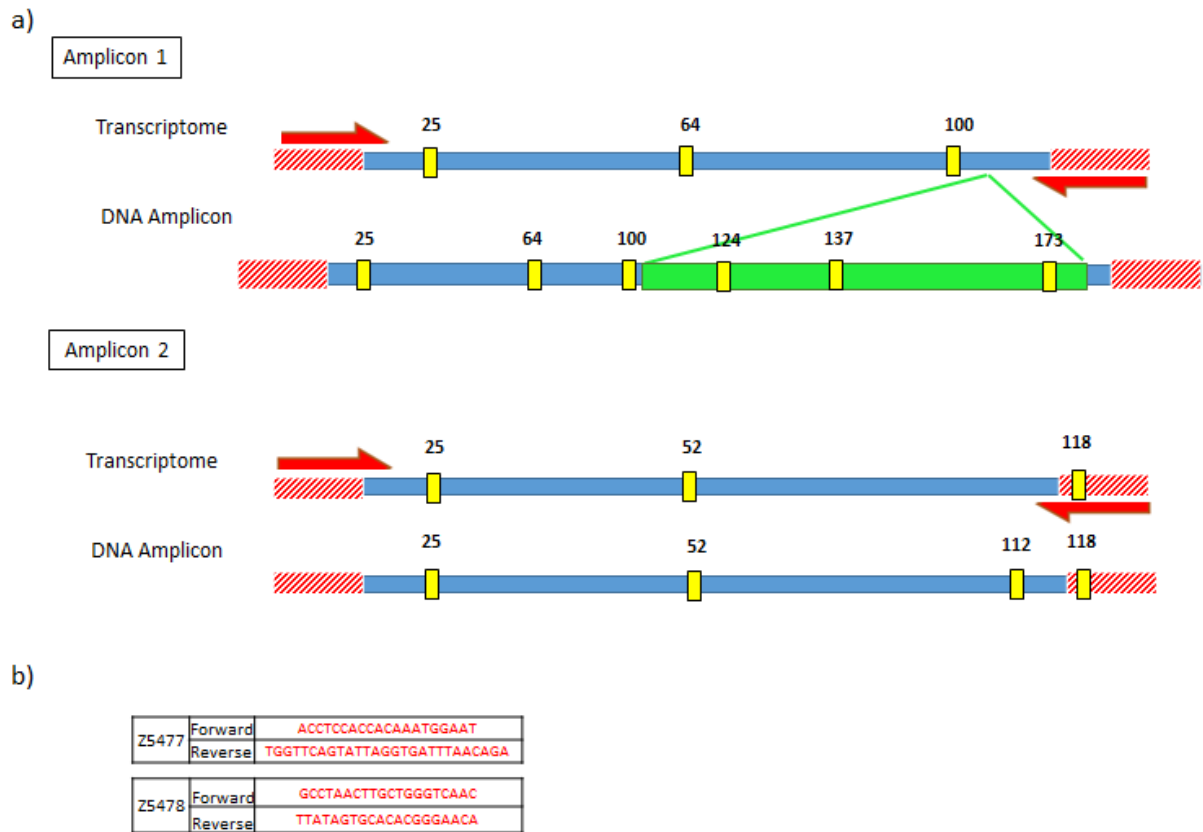 a)
Amplicon 1
Transcriptome
25 64 100
DNA Amplicon
25 64 100 124 137 173
Amplicon 2
Transcriptome
25 52 118
DNA Amplicon
25 52 112 118
b)
Z5477 Forward ACCTCCACCACAAATGGAAT
Reverse TGGTTCAGTATTAGGTGATTTAACAGA
Z5478 Forward GCCTAACTTGCTGGGTCAAC
Reverse TTATAGTGCACACGGGAACA